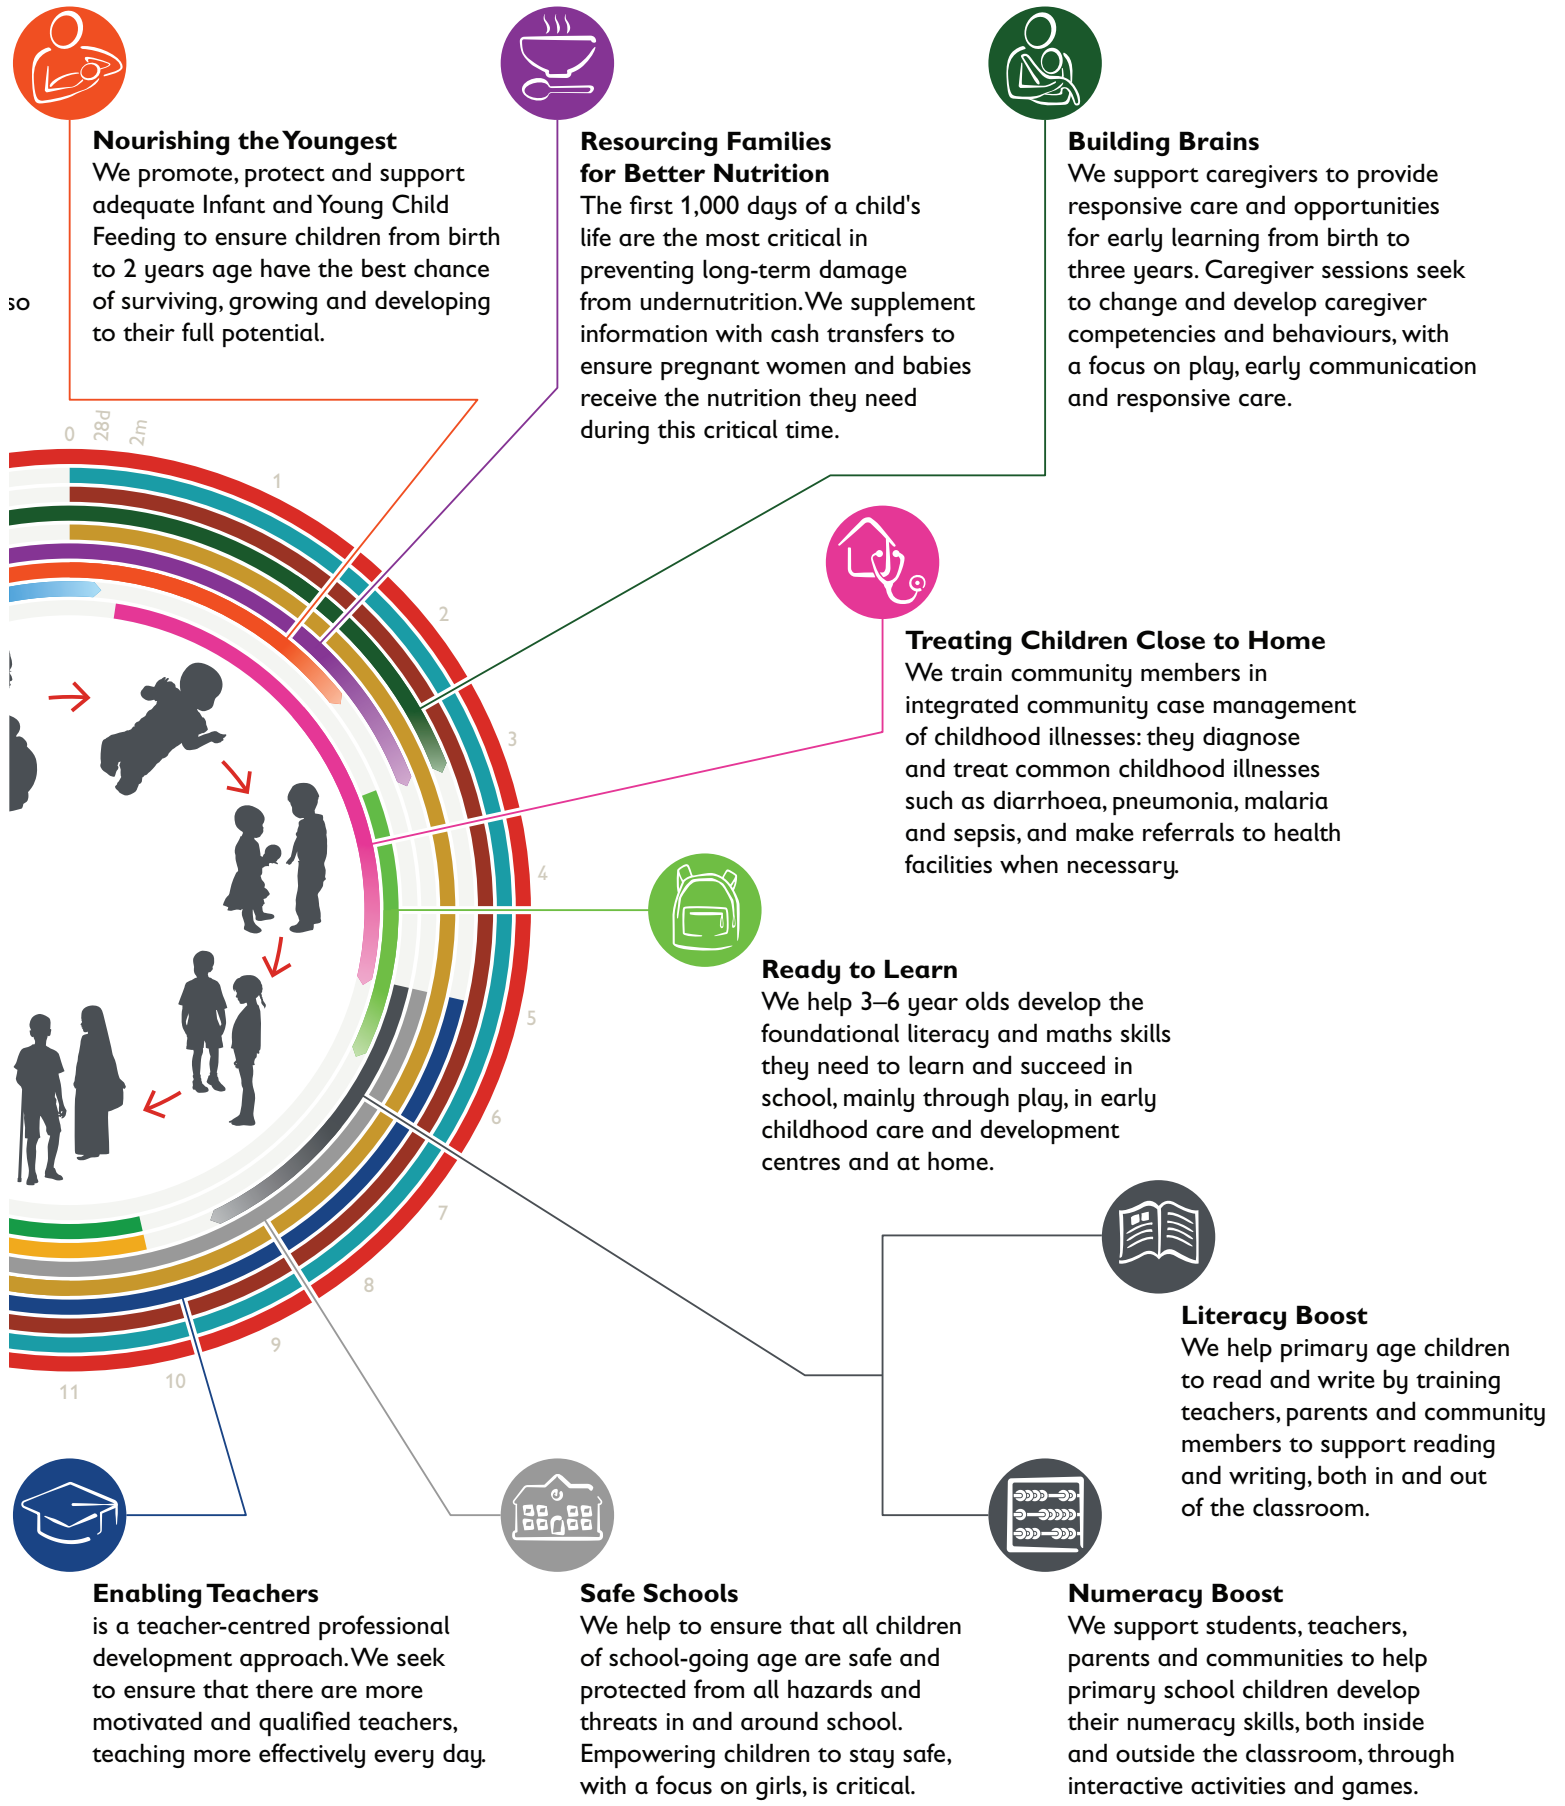 Nourishing the Youngest
We promote, protect and support
adequate Infant and Young Child
Feeding to ensure children from birth
to 2 years age have the best chance
of surviving, growing and developing
to their full potential.
so
Resourcing Families
for Better Nutrition
The first 1,000 days of a child's
life are the most critical in
preventing long-term damage
from undernutrition. We supplement
information with cash transfers to
ensure pregnant women and babies
receive the nutrition they need
during this critical time.
Building Brains
We support caregivers to provide
responsive care and opportunities
for early learning from birth to
three years. Caregiver sessions seek
to change and develop caregiver
competencies and behaviours, with
a focus on play, early communication
and responsive care.
0
28d
2m
1
2
3
4
5
6
7
8
9
10
11
Treating Children Close to Home
We train community members in
integrated community case management
of childhood illnesses: they diagnose
and treat common childhood illnesses
such as diarrhoea, pneumonia, malaria
and sepsis, and make referrals to health
facilities when necessary.
Ready to Learn
We help 3–6 year olds develop the
foundational literacy and maths skills
they need to learn and succeed in
school, mainly through play, in early
childhood care and development
centres and at home.
Literacy Boost
We help primary age children
to read and write by training
teachers, parents and community
members to support reading
and writing, both in and out
of the classroom.
Enabling Teachers
is a teacher-centred professional
development approach. We seek
to ensure that there are more
motivated and qualified teachers,
teaching more effectively every day.
Safe Schools
We help to ensure that all children
of school-going age are safe and
protected from all hazards and
threats in and around school.
Empowering children to stay safe,
with a focus on girls, is critical.
Numeracy Boost
We support students, teachers,
parents and communities to help
primary school children develop
their numeracy skills, both inside
and outside the classroom, through
interactive activities and games.